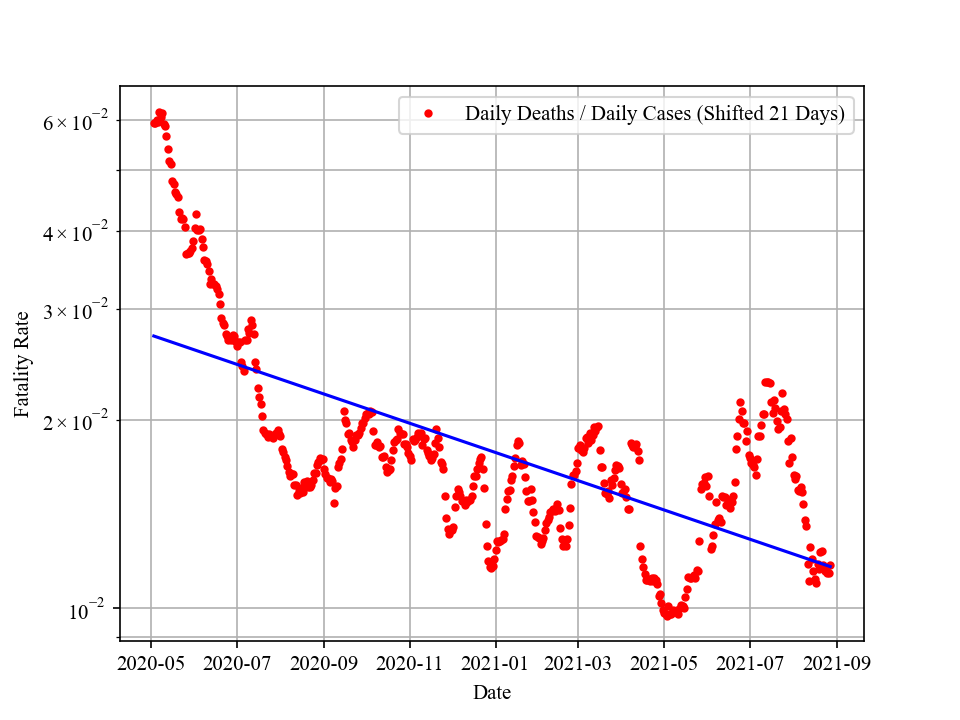 Daily Deaths / Daily Cases (Shifted 21 Days)
6 × 10⁻²
4 × 10⁻²
3 × 10⁻²
2 × 10⁻²
10⁻²
Fatality Rate
2020-05 2020-07 2020-09 2020-11 2021-01 2021-03 2021-05 2021-07 2021-09
Date